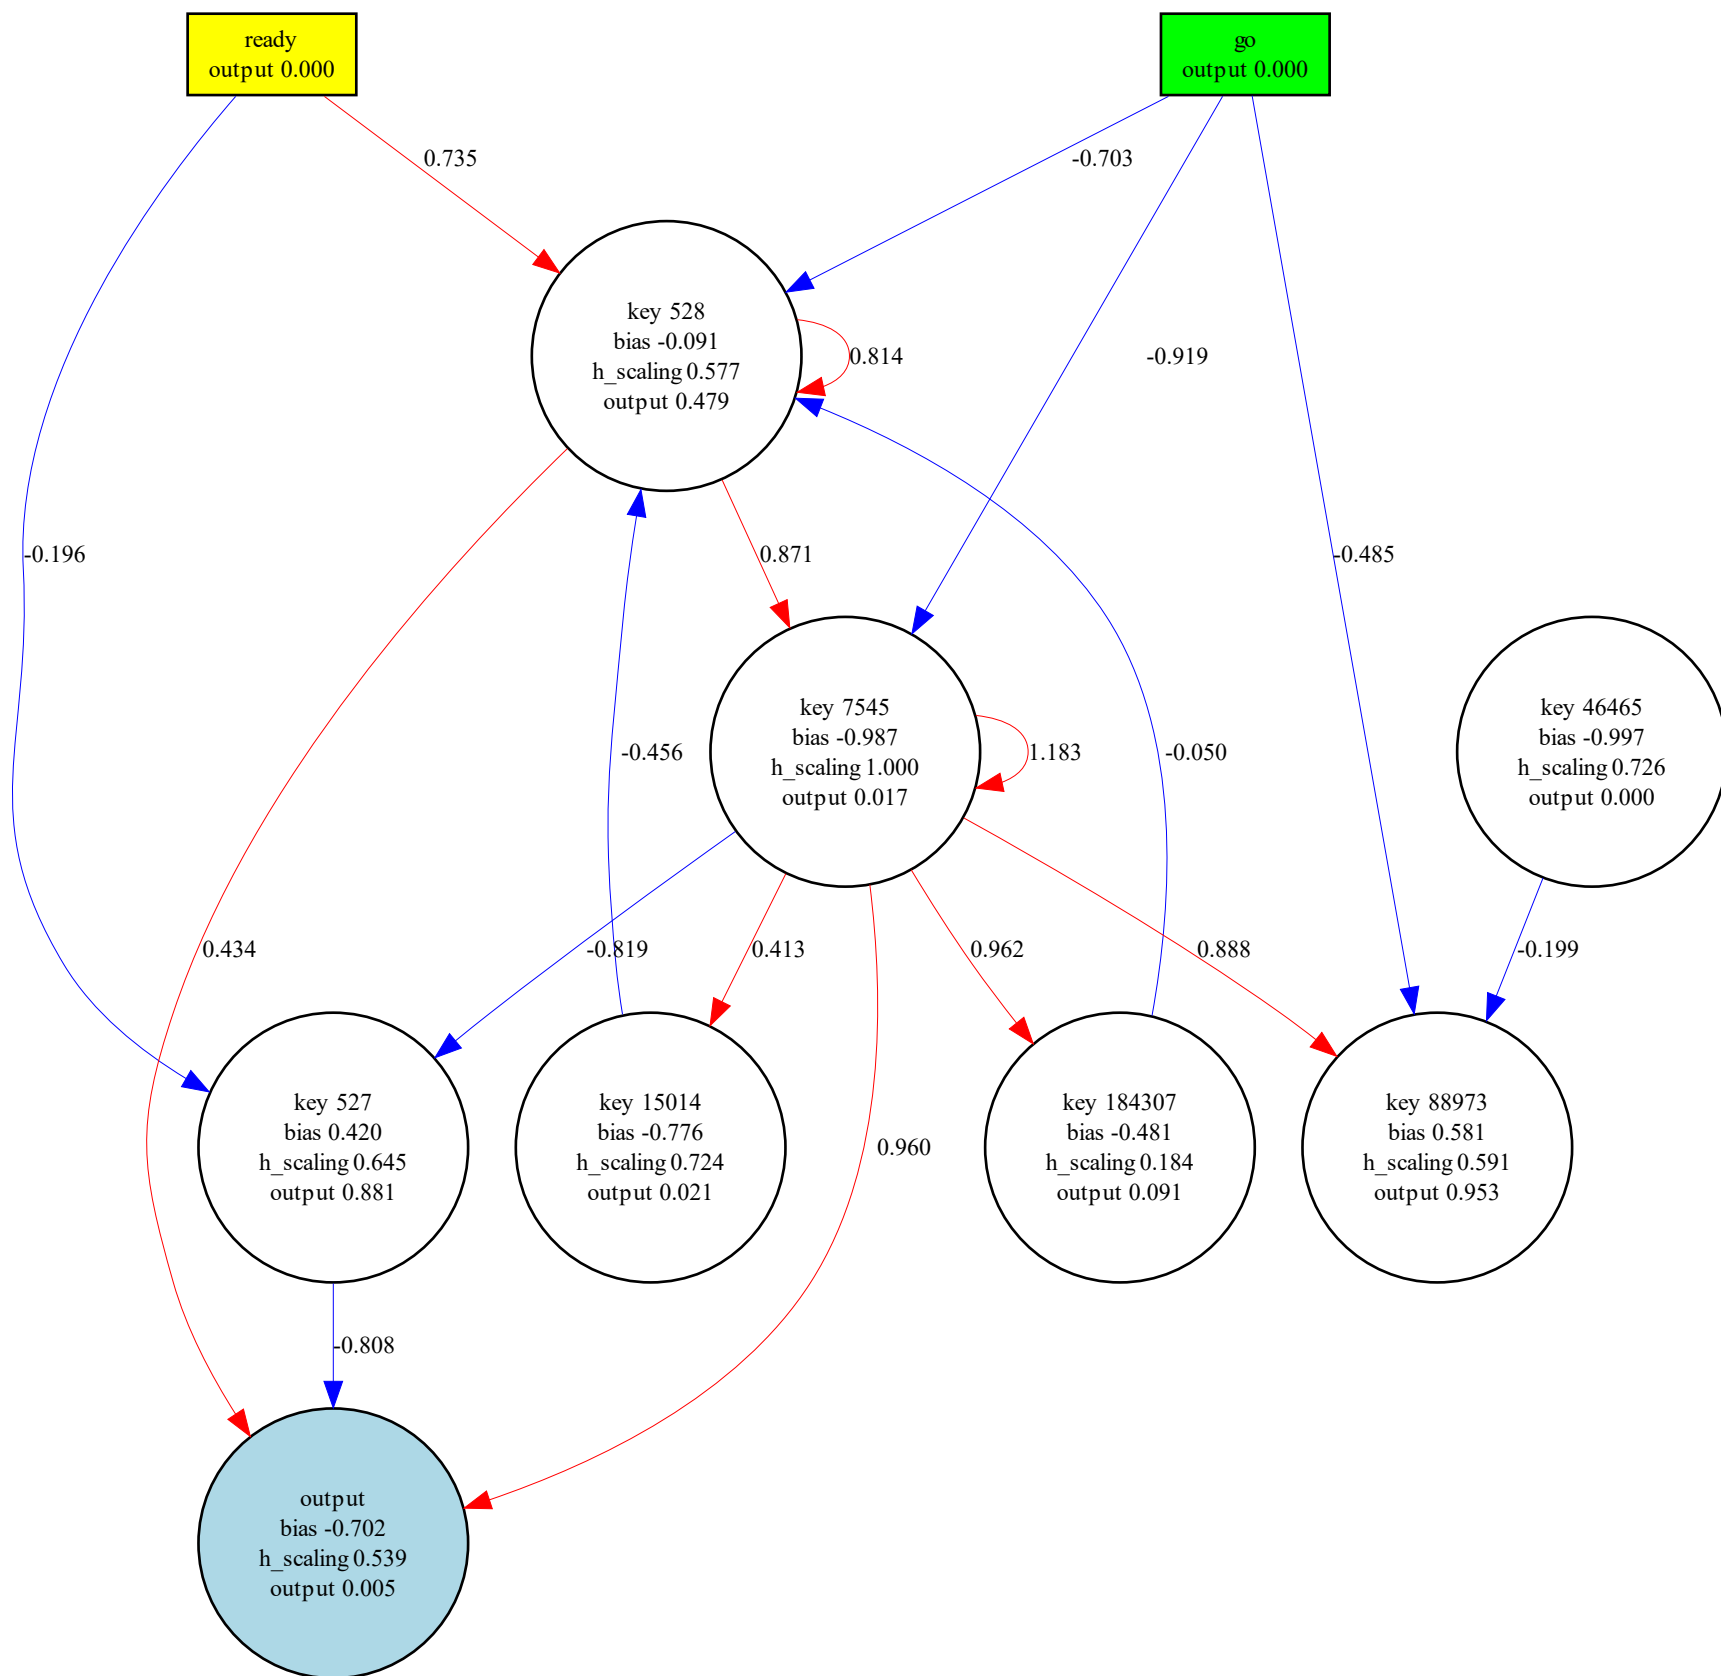 ready
output 0.000
go
output 0.000
0.735
-0.703
key 528
bias -0.091
h_scaling 0.577
output 0.479
0.814
-0.919
-0.196
0.871
-0.485
key 7545
bias -0.987
h_scaling 1.000
output 0.017
1.183
-0.456
-0.050
key 46465
bias -0.997
h_scaling 0.726
output 0.000
0.434
-0.819
0.413
0.962
0.888
-0.199
key 527
bias 0.420
h_scaling 0.645
output 0.881
key 15014
bias -0.776
h_scaling 0.724
output 0.021
0.960
key 184307
bias -0.481
h_scaling 0.184
output 0.091
key 88973
bias 0.581
h_scaling 0.591
output 0.953
-0.808
output
bias -0.702
h_scaling 0.539
output 0.005